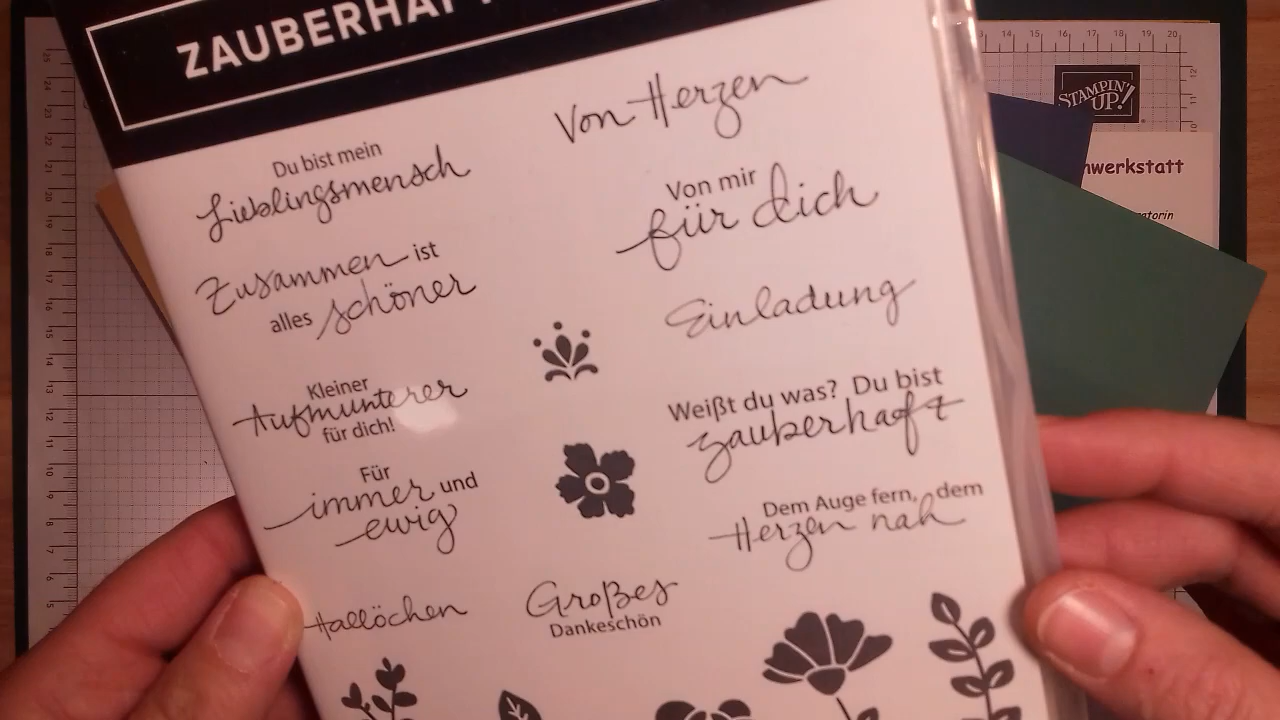 ZAUBERHAFT
Von Herzen
Du bist mein
Lieblingsmensch
Von mir
für dich
Zusammen ist
alles schöner
Einladung
Kleiner
Aufmunterer
für dich!
Weißt du was? Du bist
zauberhaft
Für
immer und
ewig
Dem Auge fern, dem
Herzen nah
Hallöchen
Großes
Dankeschön
STAMPIN'
UP!